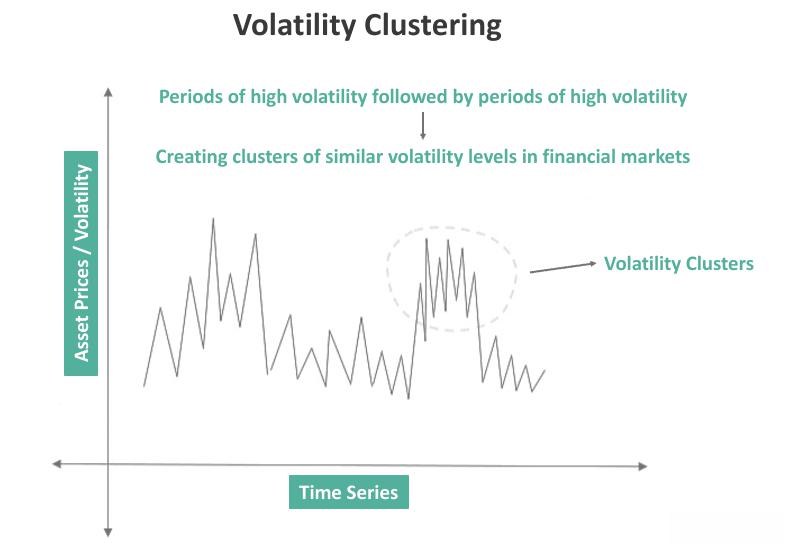 Volatility Clustering
Periods of high volatility followed by periods of high volatility
Creating clusters of similar volatility levels in financial markets
Asset Prices / Volatility
Volatility Clusters
Time Series